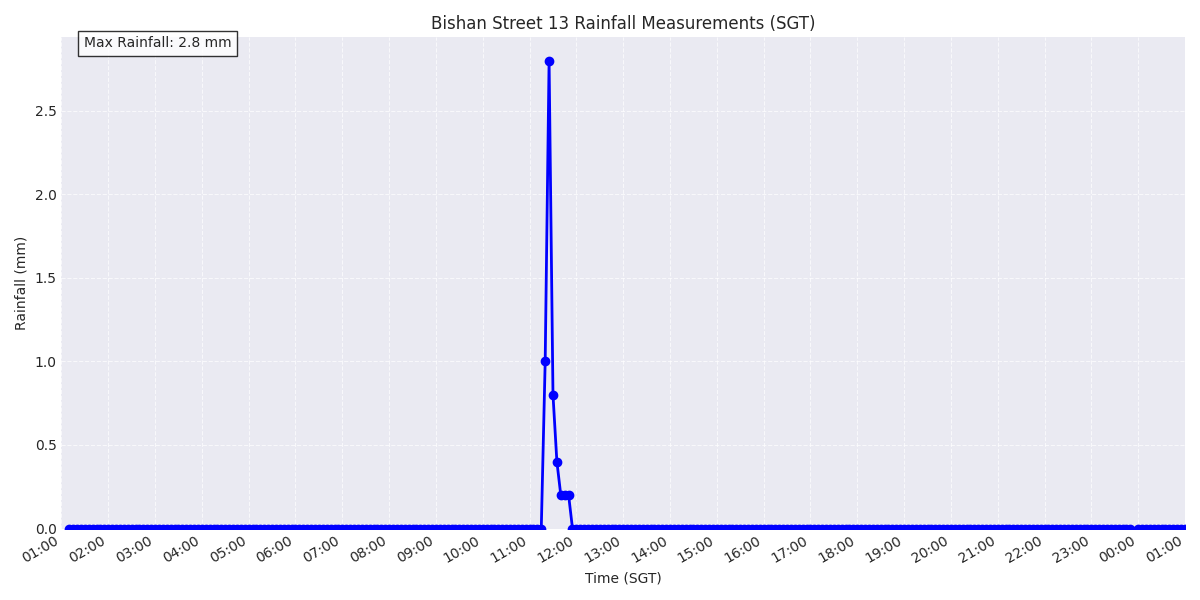 Bishan Street 13 Rainfall Measurements (SGT)
Max Rainfall: 2.8 mm
Rainfall (mm)
2.5
2.0
1.5
1.0
0.5
0.0
01:00 02:00 03:00 04:00 05:00 06:00 07:00 08:00 09:00 10:00 11:00 12:00 13:00 14:00 15:00 16:00 17:00 18:00 19:00 20:00 21:00 22:00 23:00 00:00 01:00
Time (SGT)